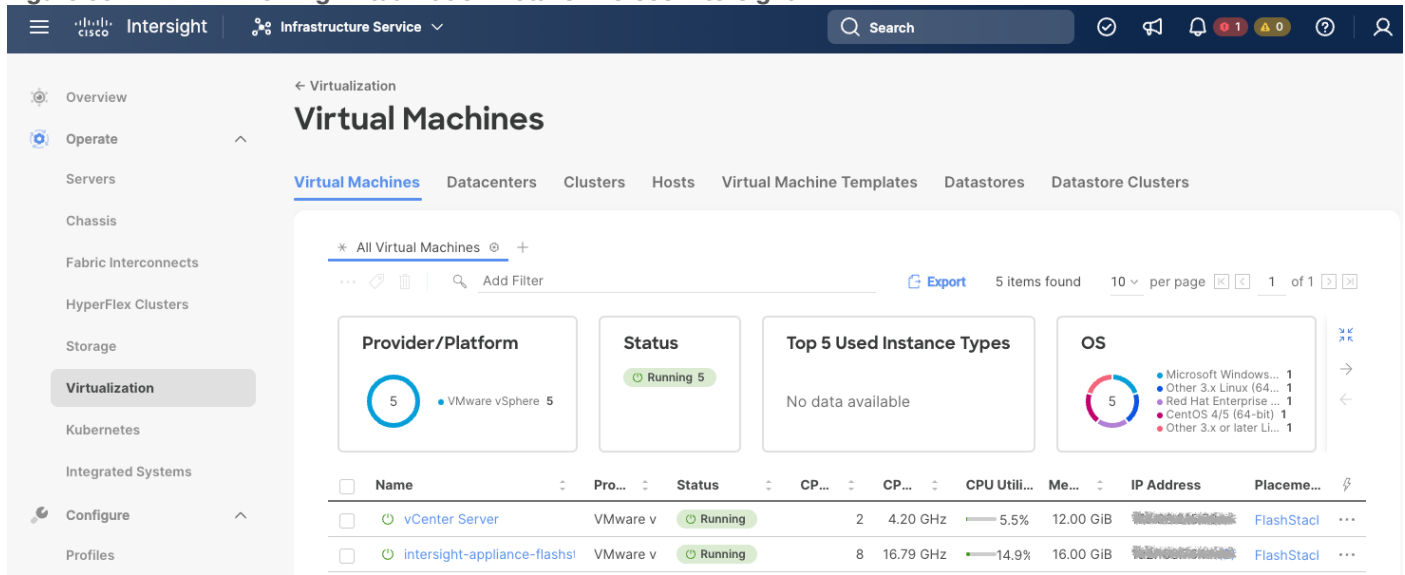 cisco Intersight Infrastructure Service Search 1 0
Overview
Operate
Servers
Chassis
Fabric Interconnects
HyperFlex Clusters
Storage
Virtualization
Kubernetes
Integrated Systems
Configure
Profiles
← Virtualization
Virtual Machines
Virtual Machines Datacenters Clusters Hosts Virtual Machine Templates Datastores Datastore Clusters
All Virtual Machines +
... Add Filter Export 5 items found 10 per page 1 of 1
Provider/Platform
5 VMware vSphere 5
Status
Running 5
Top 5 Used Instance Types
No data available
OS
5
Microsoft Windows... 1
Other 3.x Linux (64... 1
Red Hat Enterprise ... 1
CentOS 4/5 (64-bit) 1
Other 3.x or later Li... 1
Name Pro... Status CP... CP... CPU Utili... Me... IP Address Placeme...
vCenter Server VMware v Running 2 4.20 GHz 5.5% 12.00 GiB FlashStack ...
intersight-appliance-flashst VMware v Running 8 16.79 GHz 14.9% 16.00 GiB FlashStack ...